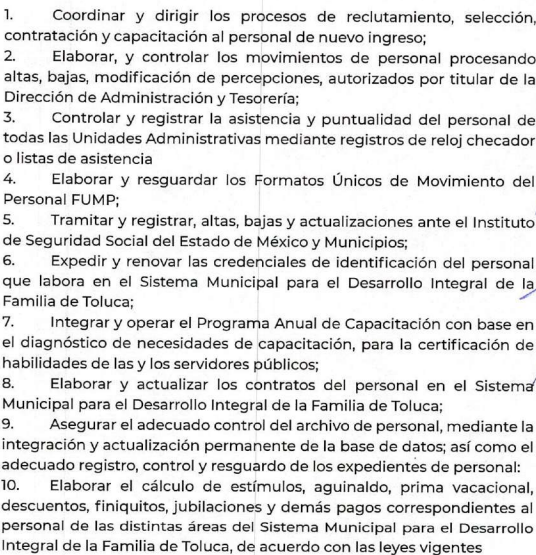 1. Coordinar y dirigir los procesos de reclutamiento, selección,
contratación y capacitación al personal de nuevo ingreso;
2. Elaborar, y controlar los movimientos de personal procesando
altas, bajas, modificación de percepciones, autorizados por titular de la
Dirección de Administración y Tesorería;
3. Controlar y registrar la asistencia y puntualidad del personal de
todas las Unidades Administrativas mediante registros de reloj checador
o listas de asistencia
4. Elaborar y resguardar los Formatos Únicos de Movimiento del
Personal FUMP;
5. Tramitar y registrar, altas, bajas y actualizaciones ante el Instituto
de Seguridad Social del Estado de México y Municipios;
6. Expedir y renovar las credenciales de identificación del personal
que labora en el Sistema Municipal para el Desarrollo Integral de la
Familia de Toluca;
7. Integrar y operar el Programa Anual de Capacitación con base en
el diagnóstico de necesidades de capacitación, para la certificación de
habilidades de las y los servidores públicos;
8. Elaborar y actualizar los contratos del personal en el Sistema
Municipal para el Desarrollo Integral de la Familia de Toluca;
9. Asegurar el adecuado control del archivo de personal, mediante la
integración y actualización permanente de la base de datos; así como el
adecuado registro, control y resguardo de los expedientes de personal:
10. Elaborar el cálculo de estímulos, aguinaldo, prima vacacional,
descuentos, finiquitos, jubilaciones y demás pagos correspondientes al
personal de las distintas áreas del Sistema Municipal para el Desarrollo
Integral de la Familia de Toluca, de acuerdo con las leyes vigentes